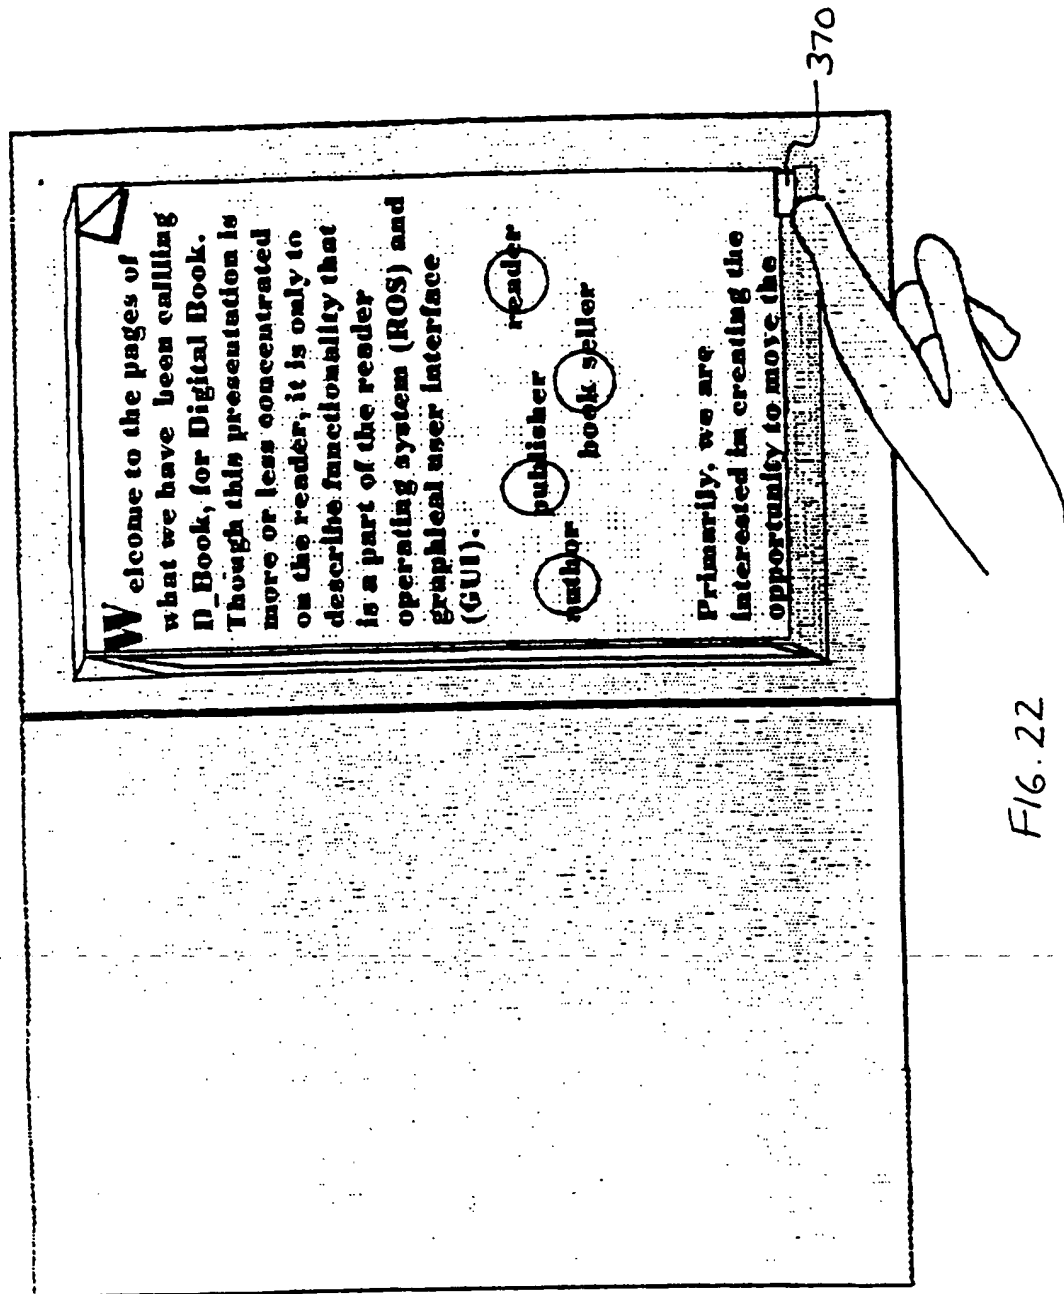 Welcome to the pages of
what we have been callling
D_Book, for Digital Book.
Though this presentation is
more or less concentrated
on the reader, it is only to
describe functionality that
is a part of the reader
operating system (ROS) and
graphical user interface
(GUI).
author
publisher
book seller
reader
Primarily, we are
interested in creating the
opportunity to move the
370
FIG. 22